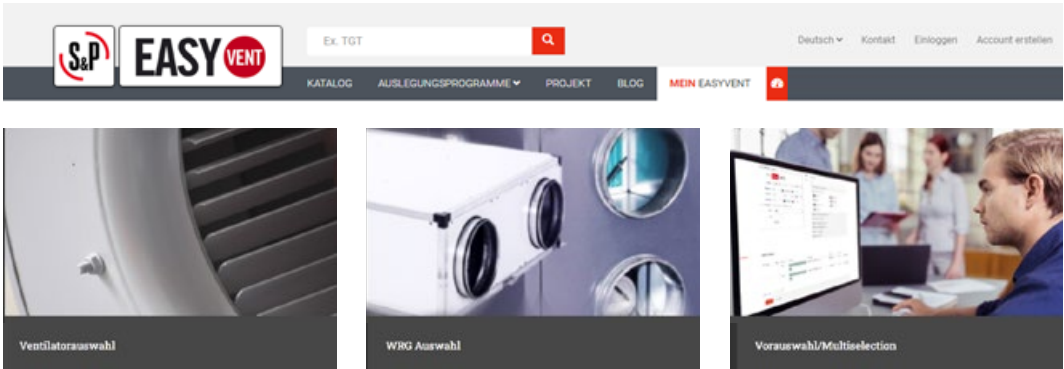 S&P EASY VENT
Ex. TGT
Deutsch Kontakt Einloggen Account erstellen
KATALOG AUSLEGUNGSPROGRAMME PROJEKT BLOG MEIN EASYVENT
Ventilatorauswahl
WRG Auswahl
Vorauswahl/Multiselection